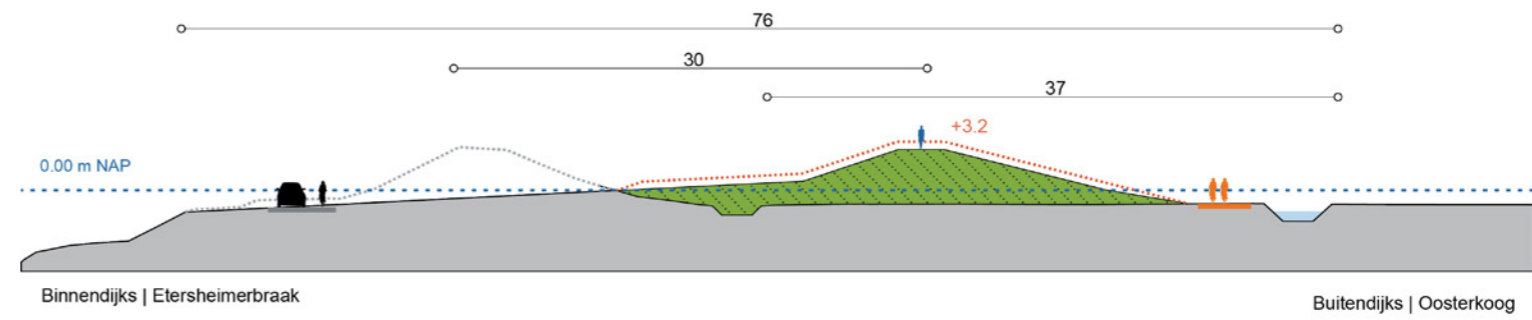 76
30
37
+3.2
0.00 m NAP
Binnendijks | Etersheimerbraak
Buitendijks | Oosterkoog